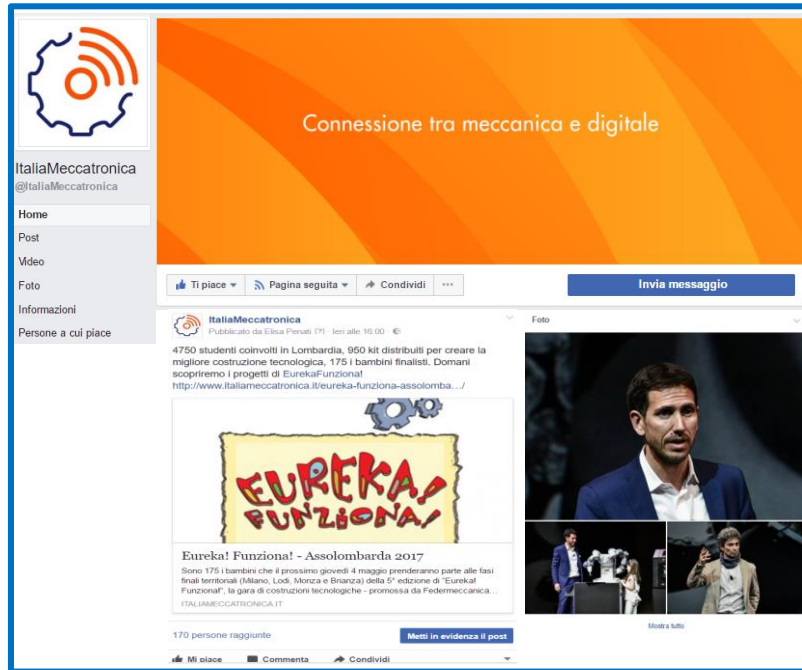 Connessione tra meccanica e digitale
ItaliaMeccatronica
@ItaliaMeccatronica
Home
Post
Video
Foto
Informazioni
Persone a cui piace
Ti piace
Pagina seguita
Condividi
Invia messaggio
ItaliaMeccatronica
Pubblicato da Elisa Penati [?] · Ieri alle 16:00 ·
4750 studenti coinvolti in Lombardia, 950 kit distribuiti per creare la
migliore costruzione tecnologica, 175 i bambini finalisti. Domani
scopriremo i progetti di EurekaFunziona!
http://www.italiameccatronica.it/eureka-funziona-assolomba…/
EUREKA!
FUNZIONA!
Eureka! Funziona! - Assolombarda 2017
Sono 175 i bambini che il prossimo giovedì 4 maggio prenderanno parte alle fasi
finali territoriali (Milano, Lodi, Monza e Brianza) della 5° edizione di "Eureka!
Funziona!", la gara di costruzioni tecnologiche - promossa da Federmeccanica...
ITALIAMECCATRONICA.IT
170 persone raggiunte
Metti in evidenza il post
Mi piace
Commenta
Condividi
Foto
Mostra tutto